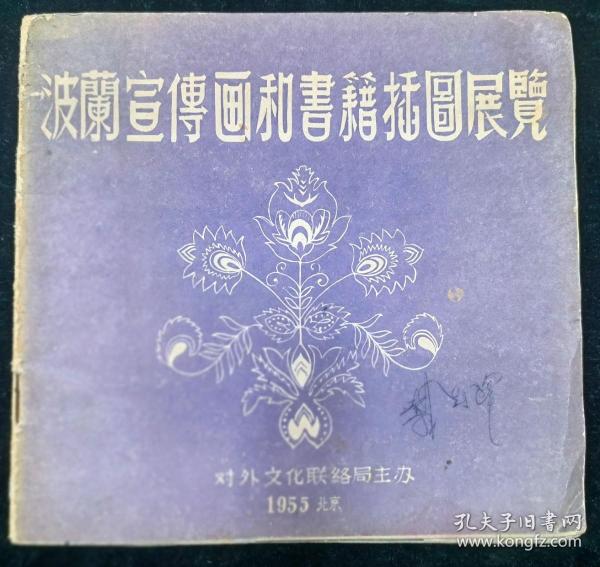 波蘭宣傳画和書籍插圖展覽
对外文化联络局主办
1955 北京
孔夫子旧书网
www.kongfz.com